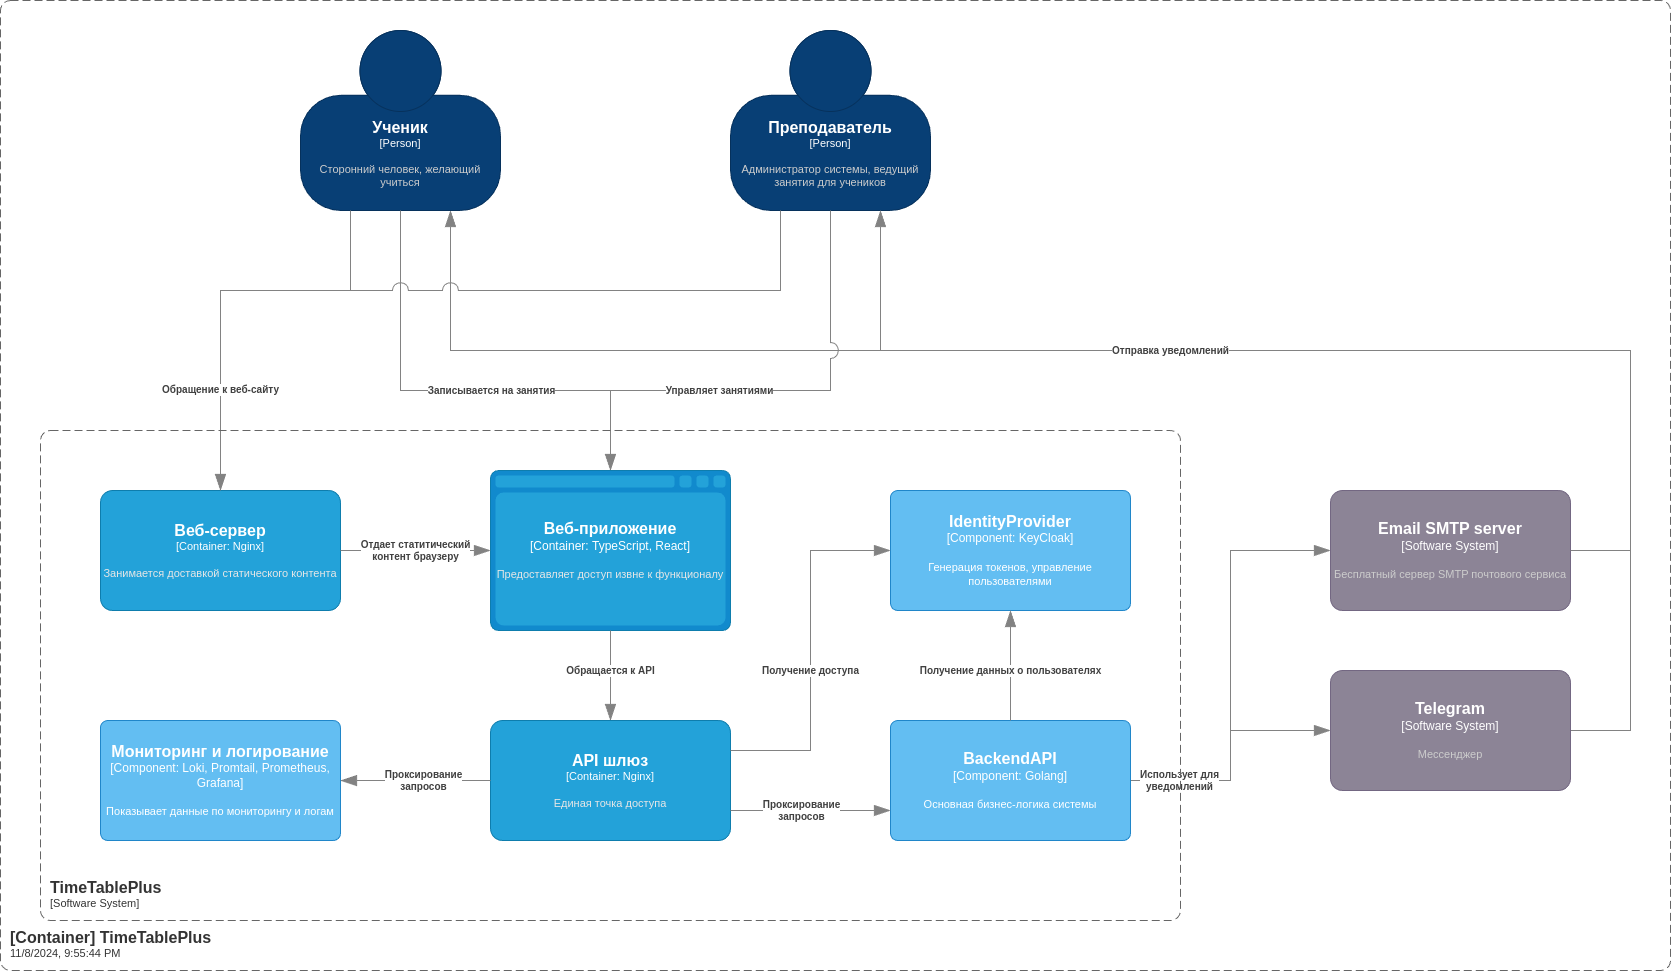 Ученик
[Person]
Сторонний человек, желающий
учиться
Преподаватель
[Person]
Администратор системы, ведущий
занятия для учеников
Отправка уведомлений
Обращение к веб-сайту
Записывается на занятия
Управляет занятиями
Веб-сервер
[Container: Nginx]
Занимается доставкой статического контента
Отдает статитический
контент браузеру
Веб-приложение
[Container: TypeScript, React]
Предоставляет доступ извне к функционалу
IdentityProvider
[Component: KeyCloak]
Генерация токенов, управление
пользователями
Email SMTP server
[Software System]
Бесплатный сервер SMTP почтового сервиса
Обращается к API
Получение доступа
Получение данных о пользователях
Мониторинг и логирование
[Component: Loki, Promtail, Prometheus,
Grafana]
Показывает данные по мониторингу и логам
Проксирование
запросов
API шлюз
[Container: Nginx]
Единая точка доступа
Проксирование
запросов
BackendAPI
[Component: Golang]
Основная бизнес-логика системы
Использует для
уведомлений
Telegram
[Software System]
Мессенджер
TimeTablePlus
[Software System]
[Container] TimeTablePlus
11/8/2024, 9:55:44 PM